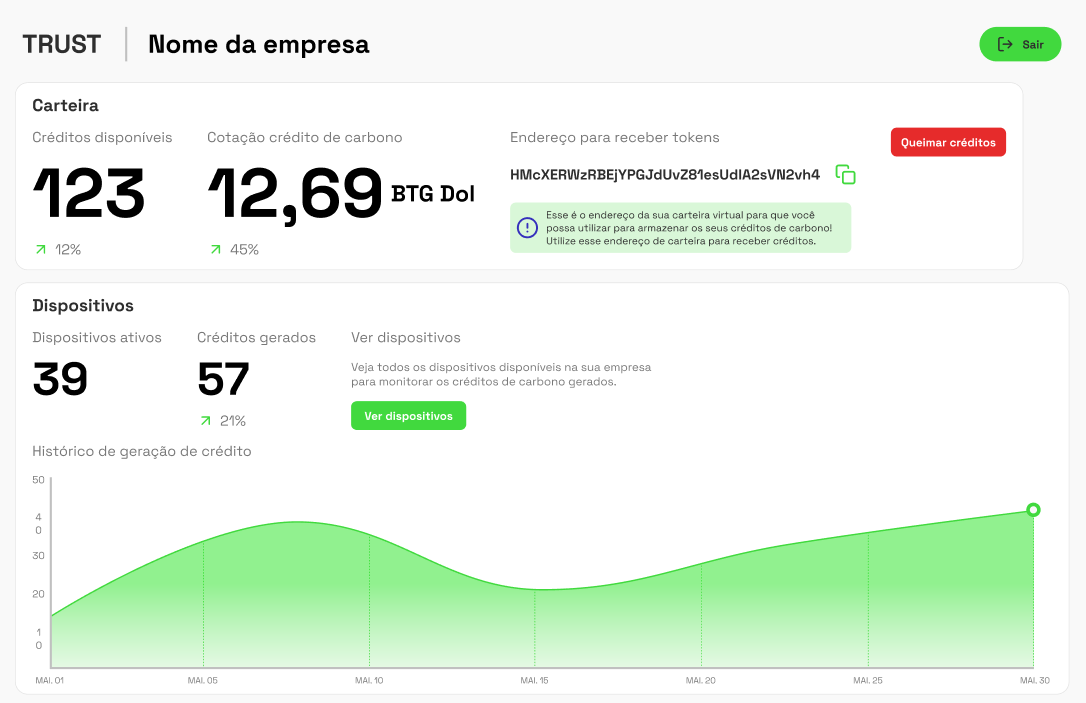 TRUST
Nome da empresa
Sair
Carteira
Créditos disponíveis
Cotação crédito de carbono
Endereço para receber tokens
Queimar créditos
123
12,69 BTG Dol
HMcXERWzRBEjYPGJdUvZ81esUdIA2sVN2vh4
Esse é o endereço da sua carteira virtual para que você
possa utilizar para armazenar os seus créditos de carbono!
Utilize esse endereço de carteira para receber créditos.
12%
45%
Dispositivos
Dispositivos ativos
Créditos gerados
Ver dispositivos
39
57
Veja todos os dispositivos disponíveis na sua empresa
para monitorar os créditos de carbono gerados.
21%
Ver dispositivos
Histórico de geração de crédito
50
4
0
30
20
1
0
MAI. 01
MAI. 05
MAI. 10
MAI. 15
MAI. 20
MAI. 25
MAI. 30